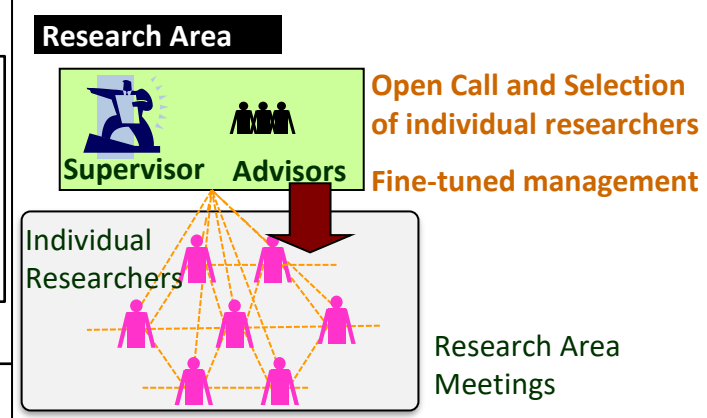 Research Area
Open Call and Selection
of individual researchers
Supervisor Advisors
Fine-tuned management
Individual
Researchers
Research Area
Meetings